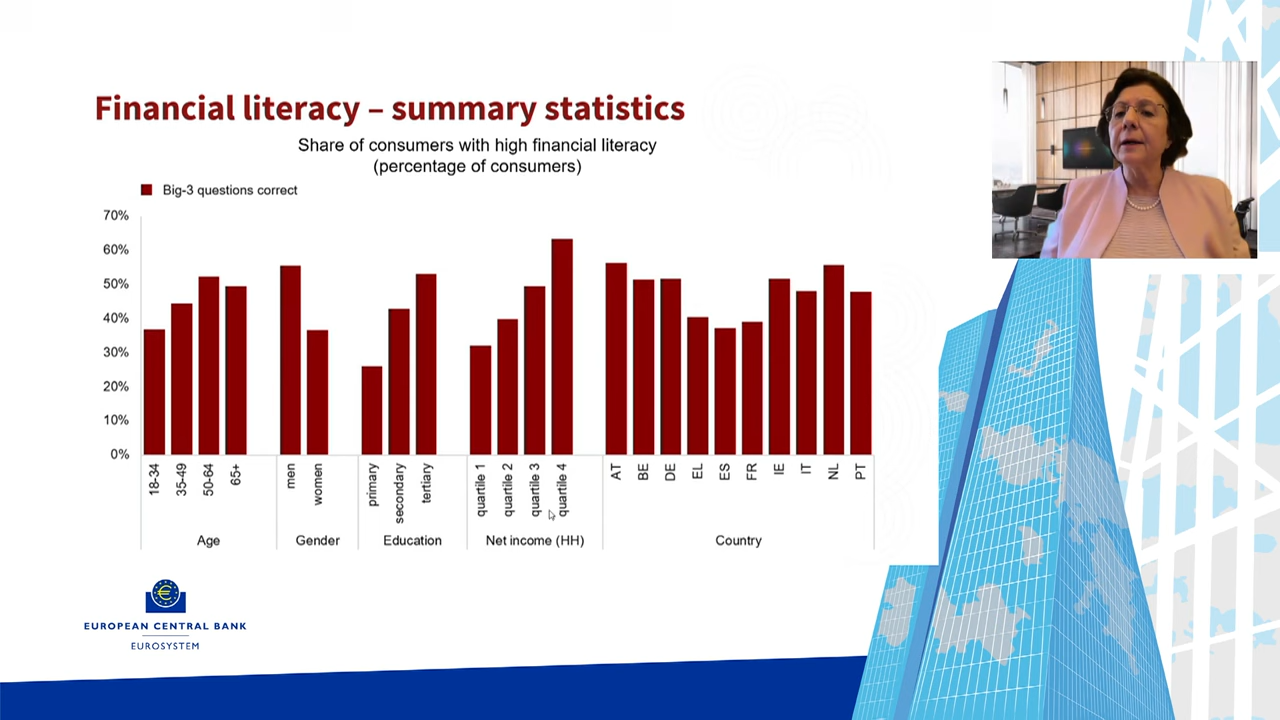 Financial literacy – summary statistics
Share of consumers with high financial literacy
(percentage of consumers)
Big-3 questions correct
70%
60%
50%
40%
30%
20%
10%
0%
18-34
35-49
50-64
65+
men
women
primary
secondary
tertiary
quartile 1
quartile 2
quartile 3
quartile 4
AT
BE
DE
EL
ES
FR
IE
IT
NL
PT
Age
Gender
Education
Net income (HH)
Country
EUROPEAN CENTRAL BANK
EUROSYSTEM